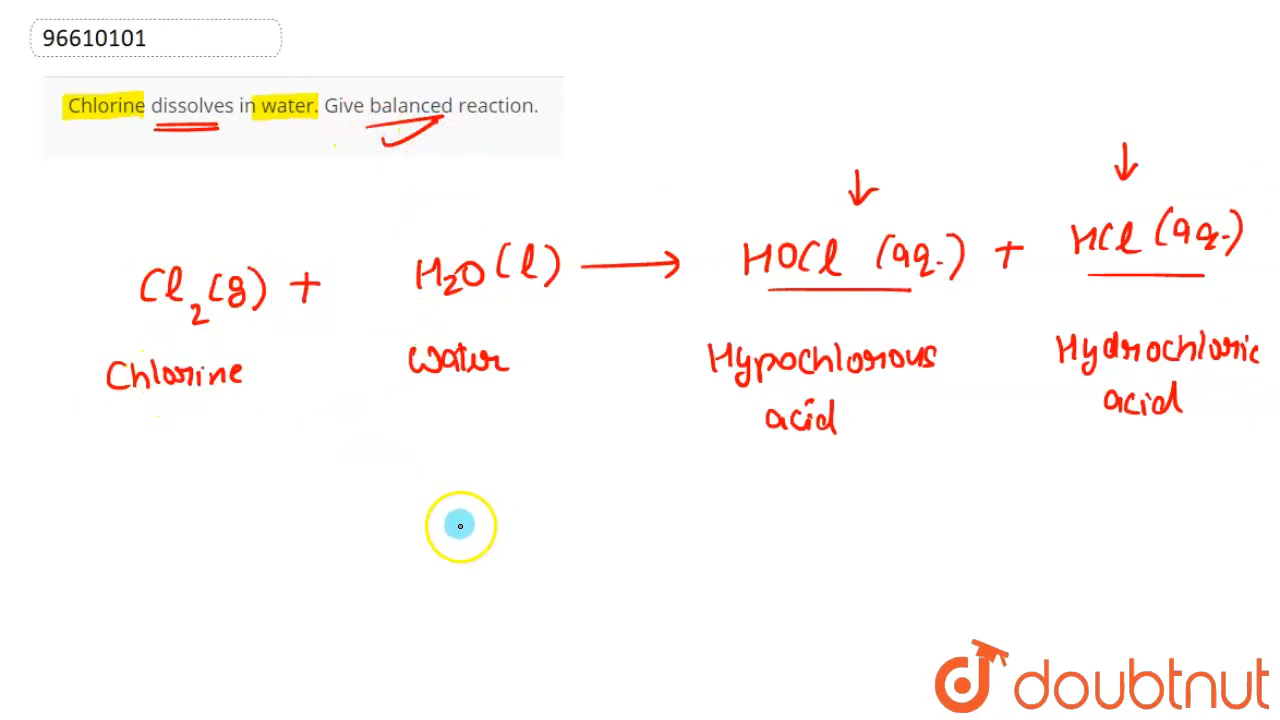 96610101
Chlorine dissolves in water. Give balanced reaction.
Cl2(g) + H2O(l) → HOCl (aq.) + HCl (aq.)
Chlorine Water Hypochlorous acid Hydrochloric acid
doubtnut